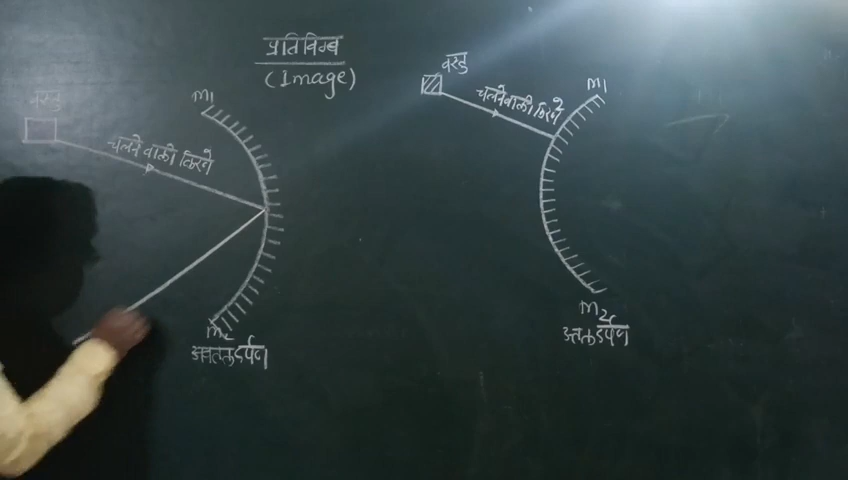 प्रतिबिम्ब
(Image)
वस्तु
चलने वाली किरणे
M1
M2
अवतल दर्पण
वस्तु
चलने वाली किरणे
M1
M2
उत्तल दर्पण